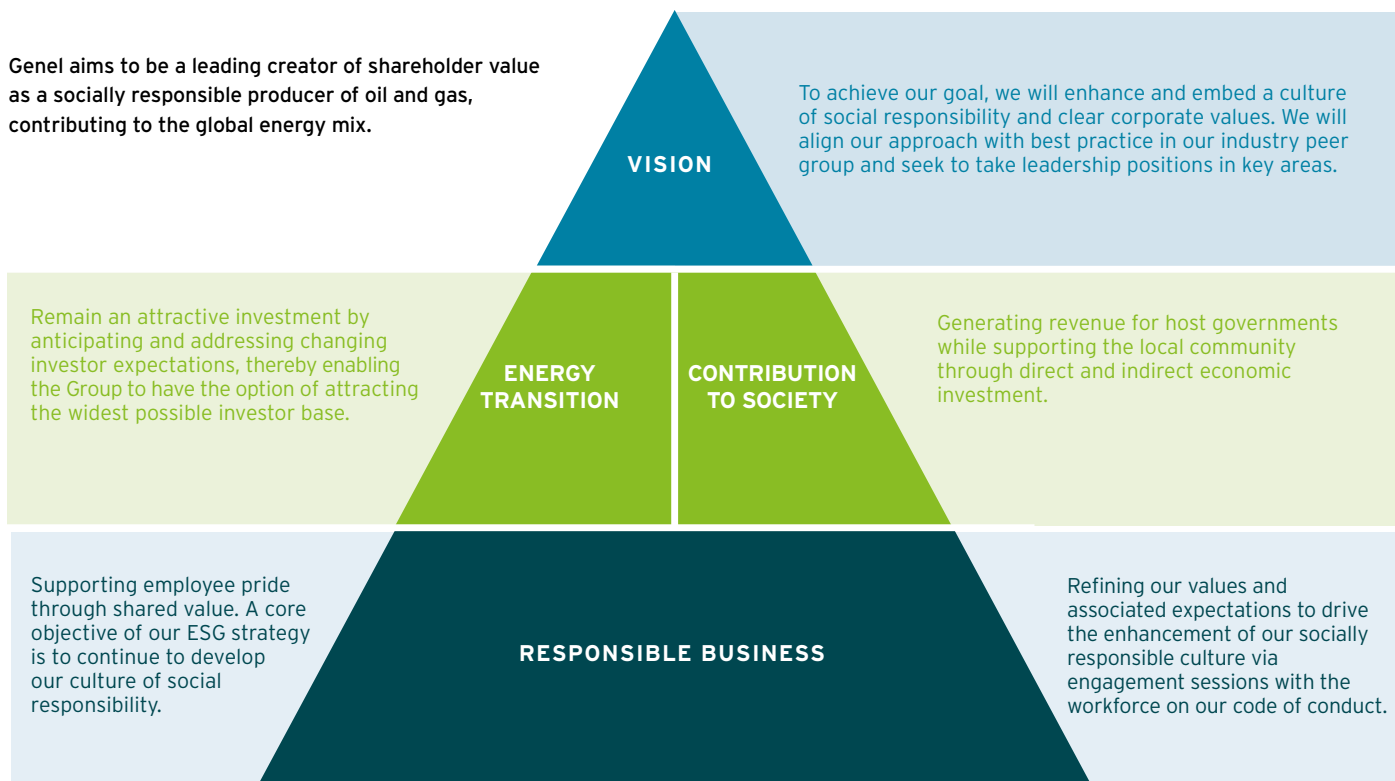 Genel aims to be a leading creator of shareholder value
as a socially responsible producer of oil and gas,
contributing to the global energy mix.
VISION
To achieve our goal, we will enhance and embed a culture
of social responsibility and clear corporate values. We will
align our approach with best practice in our industry peer
group and seek to take leadership positions in key areas.
Remain an attractive investment by
anticipating and addressing changing
investor expectations, thereby enabling
the Group to have the option of attracting
the widest possible investor base.
ENERGY
TRANSITION
CONTRIBUTION
TO SOCIETY
Generating revenue for host governments
while supporting the local community
through direct and indirect economic
investment.
Supporting employee pride
through shared value. A core
objective of our ESG strategy
is to continue to develop
our culture of social
responsibility.
RESPONSIBLE BUSINESS
Refining our values and
associated expectations to drive
the enhancement of our socially
responsible culture via
engagement sessions with the
workforce on our code of conduct.